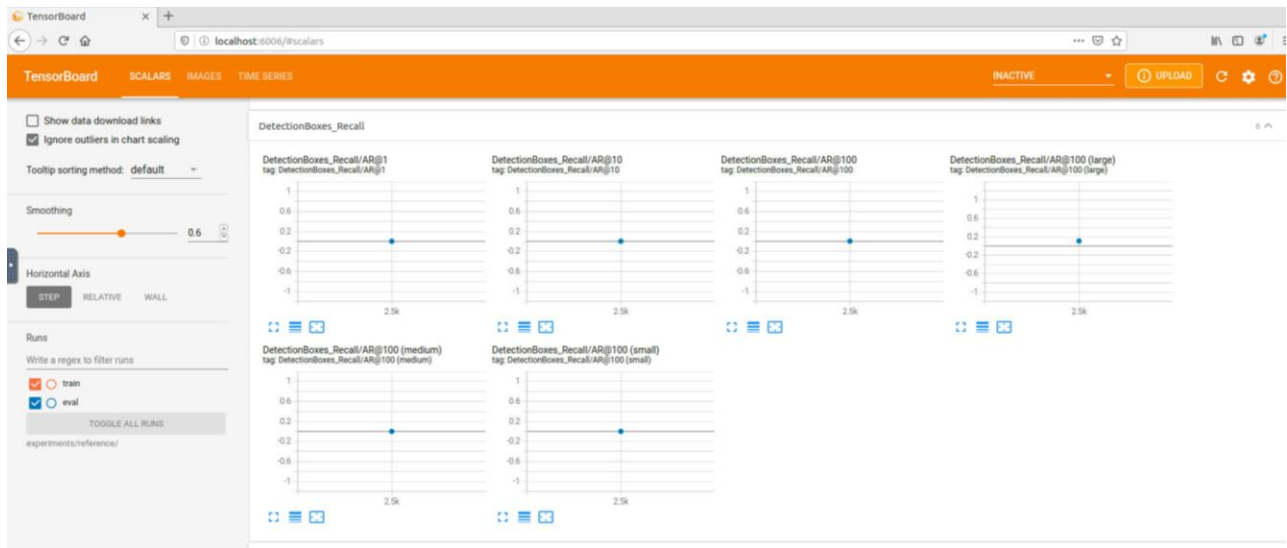 TensorBoard
localhost:6006/#scalars
TensorBoard SCALARS IMAGES TIME SERIES INACTIVE UPLOAD
Show data download links
Ignore outliers in chart scaling
Tooltip sorting method: default
Smoothing
0.6
Horizontal Axis
STEP RELATIVE WALL
Runs
Write a regex to filter runs
train
eval
TOGGLE ALL RUNS
experiments/reference/
DetectionBoxes_Recall 6
DetectionBoxes_Recall/AR@1
tag: DetectionBoxes_Recall/AR@1
1
0.6
0.2
-0.2
-0.6
-1
2.5k
DetectionBoxes_Recall/AR@10
tag: DetectionBoxes_Recall/AR@10
1
0.6
0.2
-0.2
-0.6
-1
2.5k
DetectionBoxes_Recall/AR@100
tag: DetectionBoxes_Recall/AR@100
1
0.6
0.2
-0.2
-0.6
-1
2.5k
DetectionBoxes_Recall/AR@100 (large)
tag: DetectionBoxes_Recall/AR@100 (large)
1
0.6
0.2
-0.2
-0.6
-1
2.5k
DetectionBoxes_Recall/AR@100 (medium)
tag: DetectionBoxes_Recall/AR@100 (medium)
1
0.6
0.2
-0.2
-0.6
-1
2.5k
DetectionBoxes_Recall/AR@100 (small)
tag: DetectionBoxes_Recall/AR@100 (small)
1
0.6
0.2
-0.2
-0.6
-1
2.5k